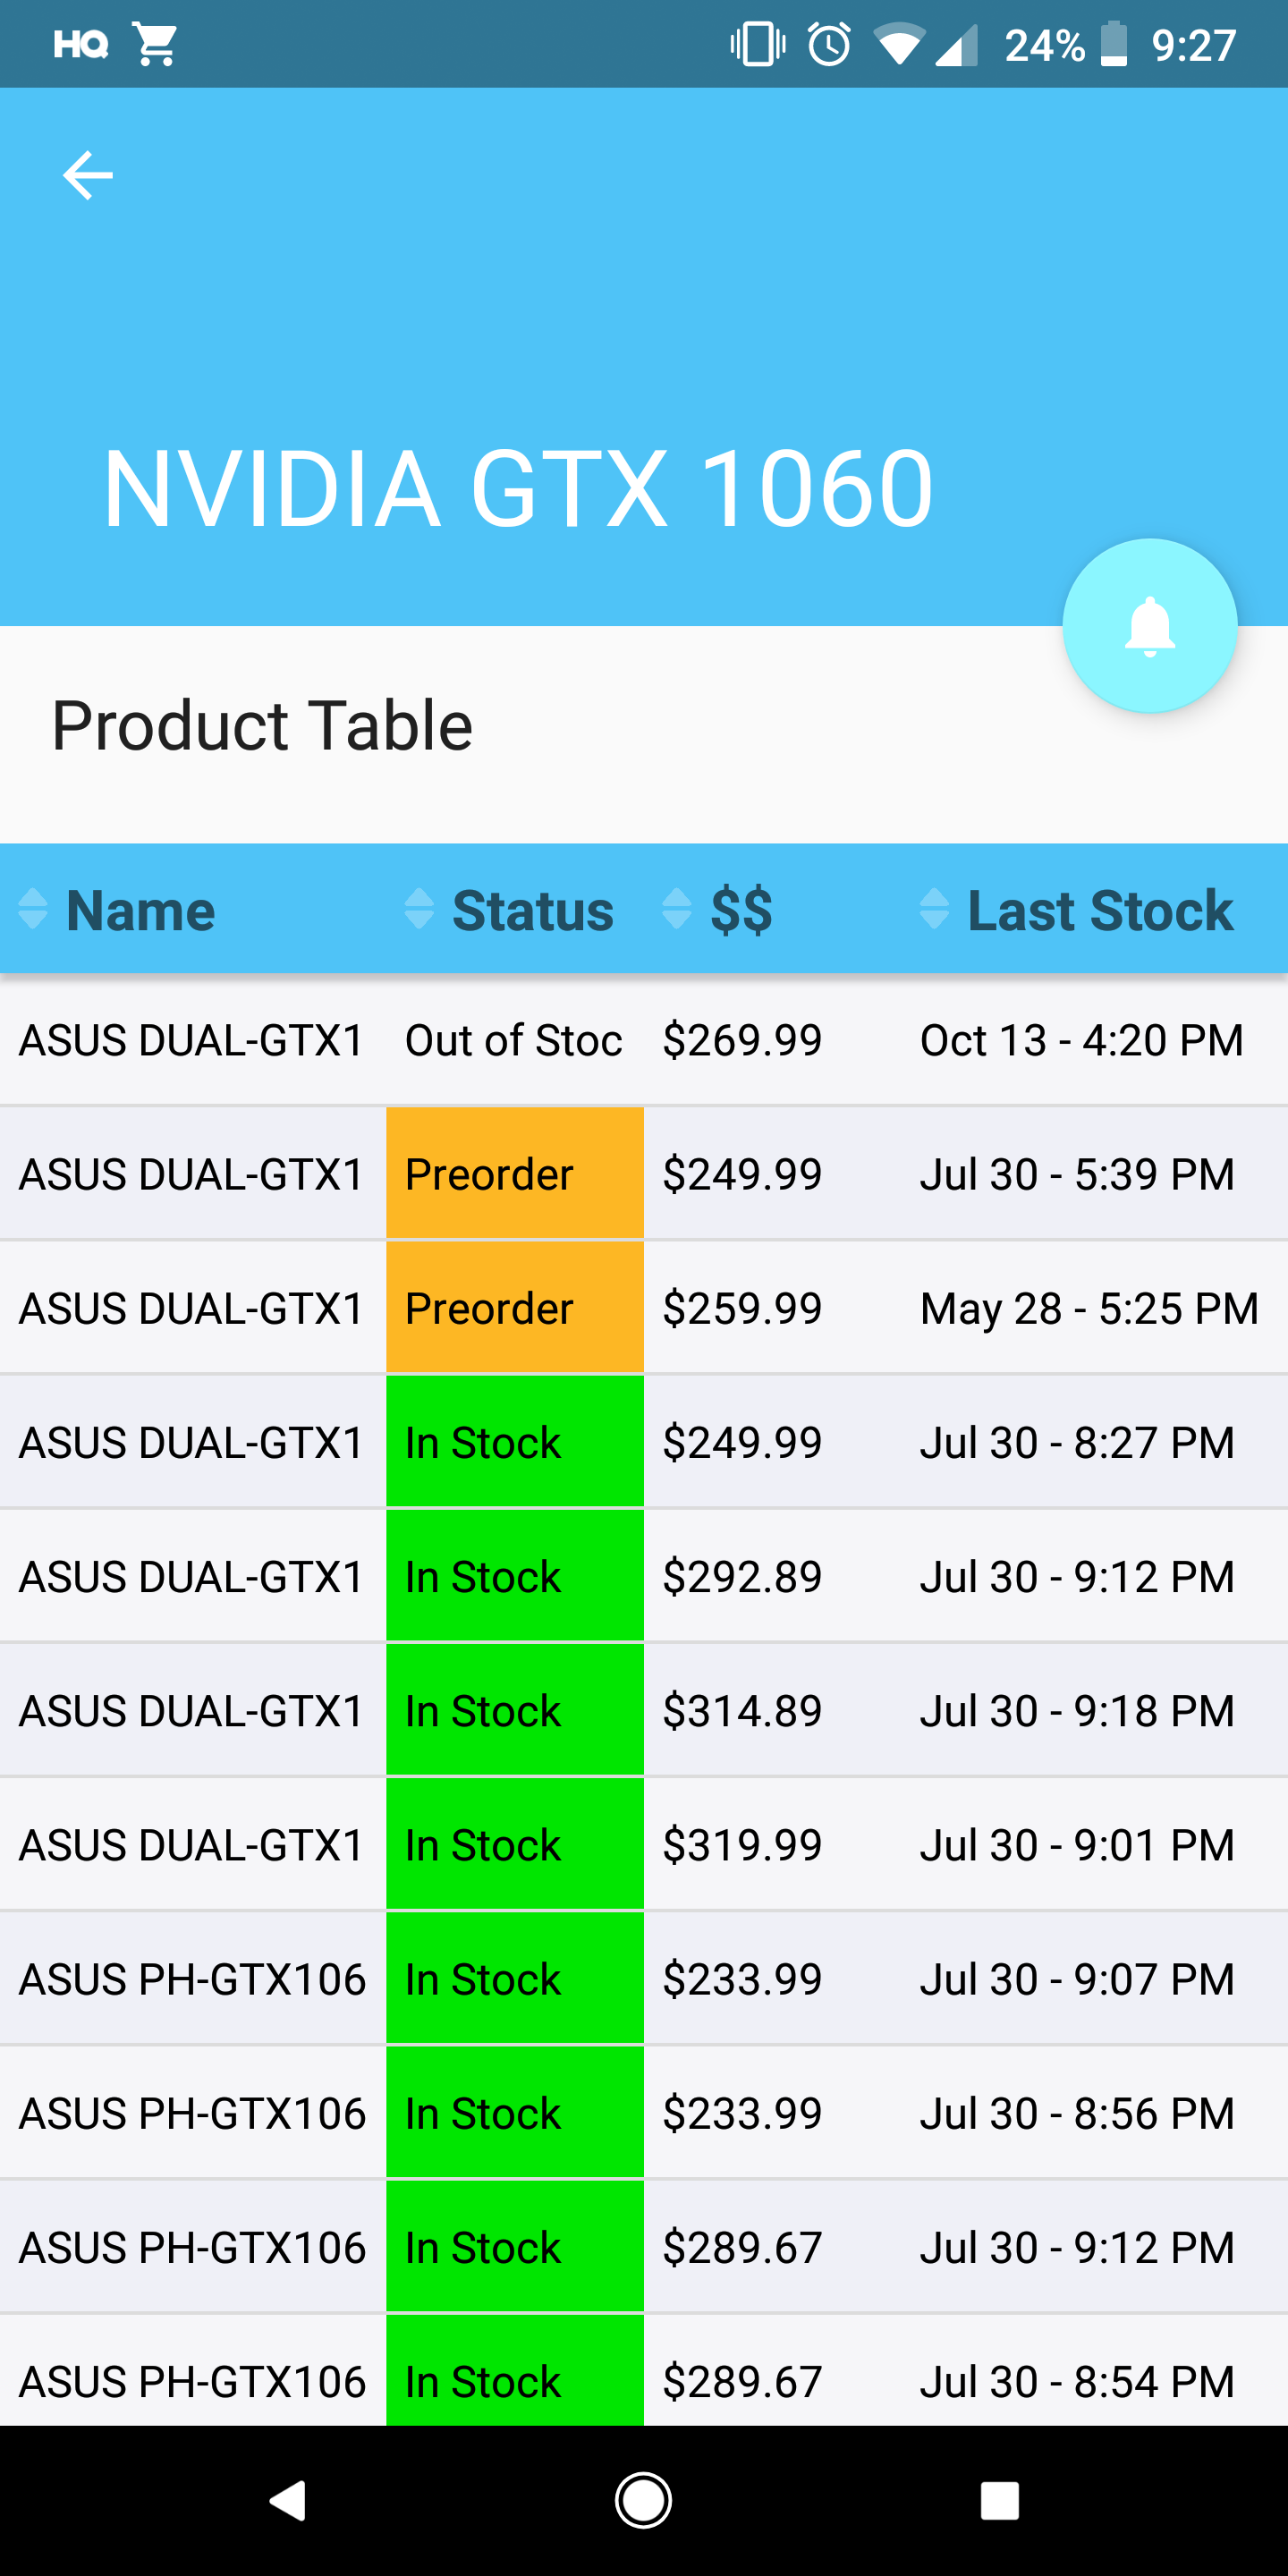 HQ 24% 9:27
NVIDIA GTX 1060
Product Table
Name Status $$ Last Stock
ASUS DUAL-GTX1 Out of Stoc $269.99 Oct 13 - 4:20 PM
ASUS DUAL-GTX1 Preorder $249.99 Jul 30 - 5:39 PM
ASUS DUAL-GTX1 Preorder $259.99 May 28 - 5:25 PM
ASUS DUAL-GTX1 In Stock $249.99 Jul 30 - 8:27 PM
ASUS DUAL-GTX1 In Stock $292.89 Jul 30 - 9:12 PM
ASUS DUAL-GTX1 In Stock $314.89 Jul 30 - 9:18 PM
ASUS DUAL-GTX1 In Stock $319.99 Jul 30 - 9:01 PM
ASUS PH-GTX106 In Stock $233.99 Jul 30 - 9:07 PM
ASUS PH-GTX106 In Stock $233.99 Jul 30 - 8:56 PM
ASUS PH-GTX106 In Stock $289.67 Jul 30 - 9:12 PM
ASUS PH-GTX106 In Stock $289.67 Jul 30 - 8:54 PM